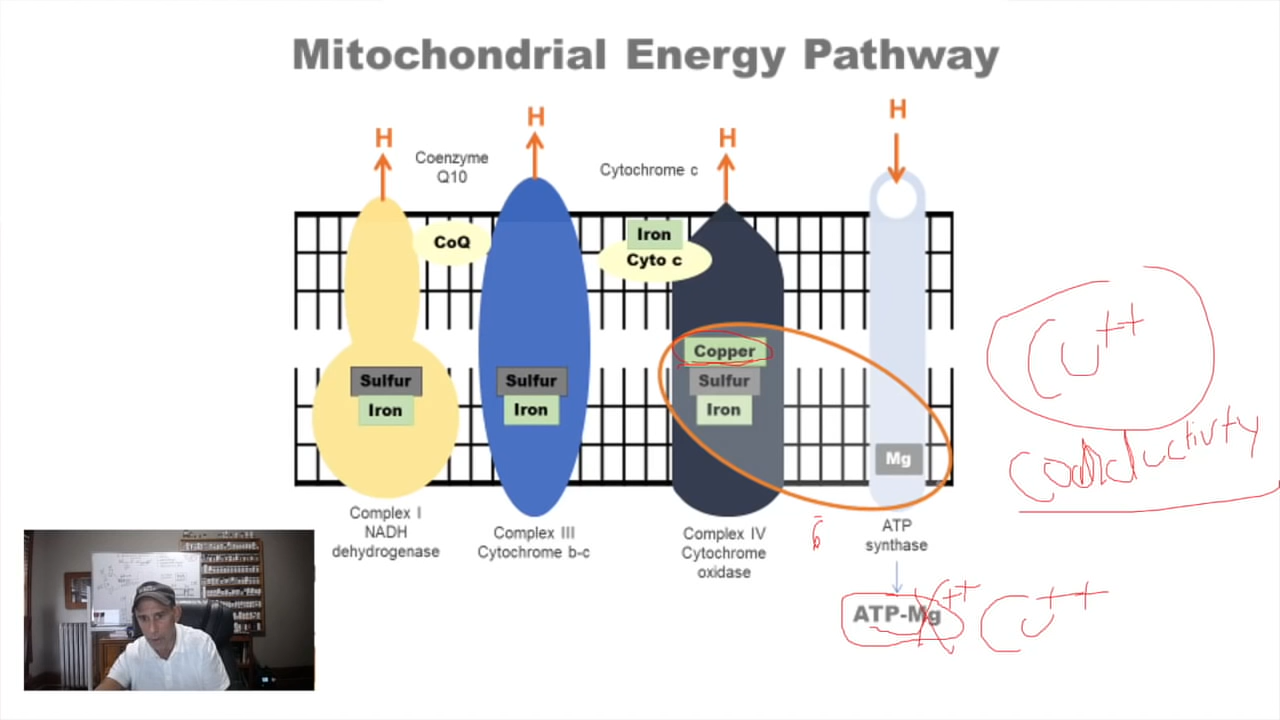 Mitochondrial Energy Pathway
H
H
H
H
Coenzyme
Q10
Cytochrome c
CoQ
Iron
Cyto c
Copper
Sulfur
Iron
Sulfur
Iron
Sulfur
Iron
Mg
Cu++
Conductivity
Complex I
NADH
dehydrogenase
Complex III
Cytochrome b-c
Complex IV
Cytochrome
oxidase
ATP
synthase
ATP-Mg++ Cu++